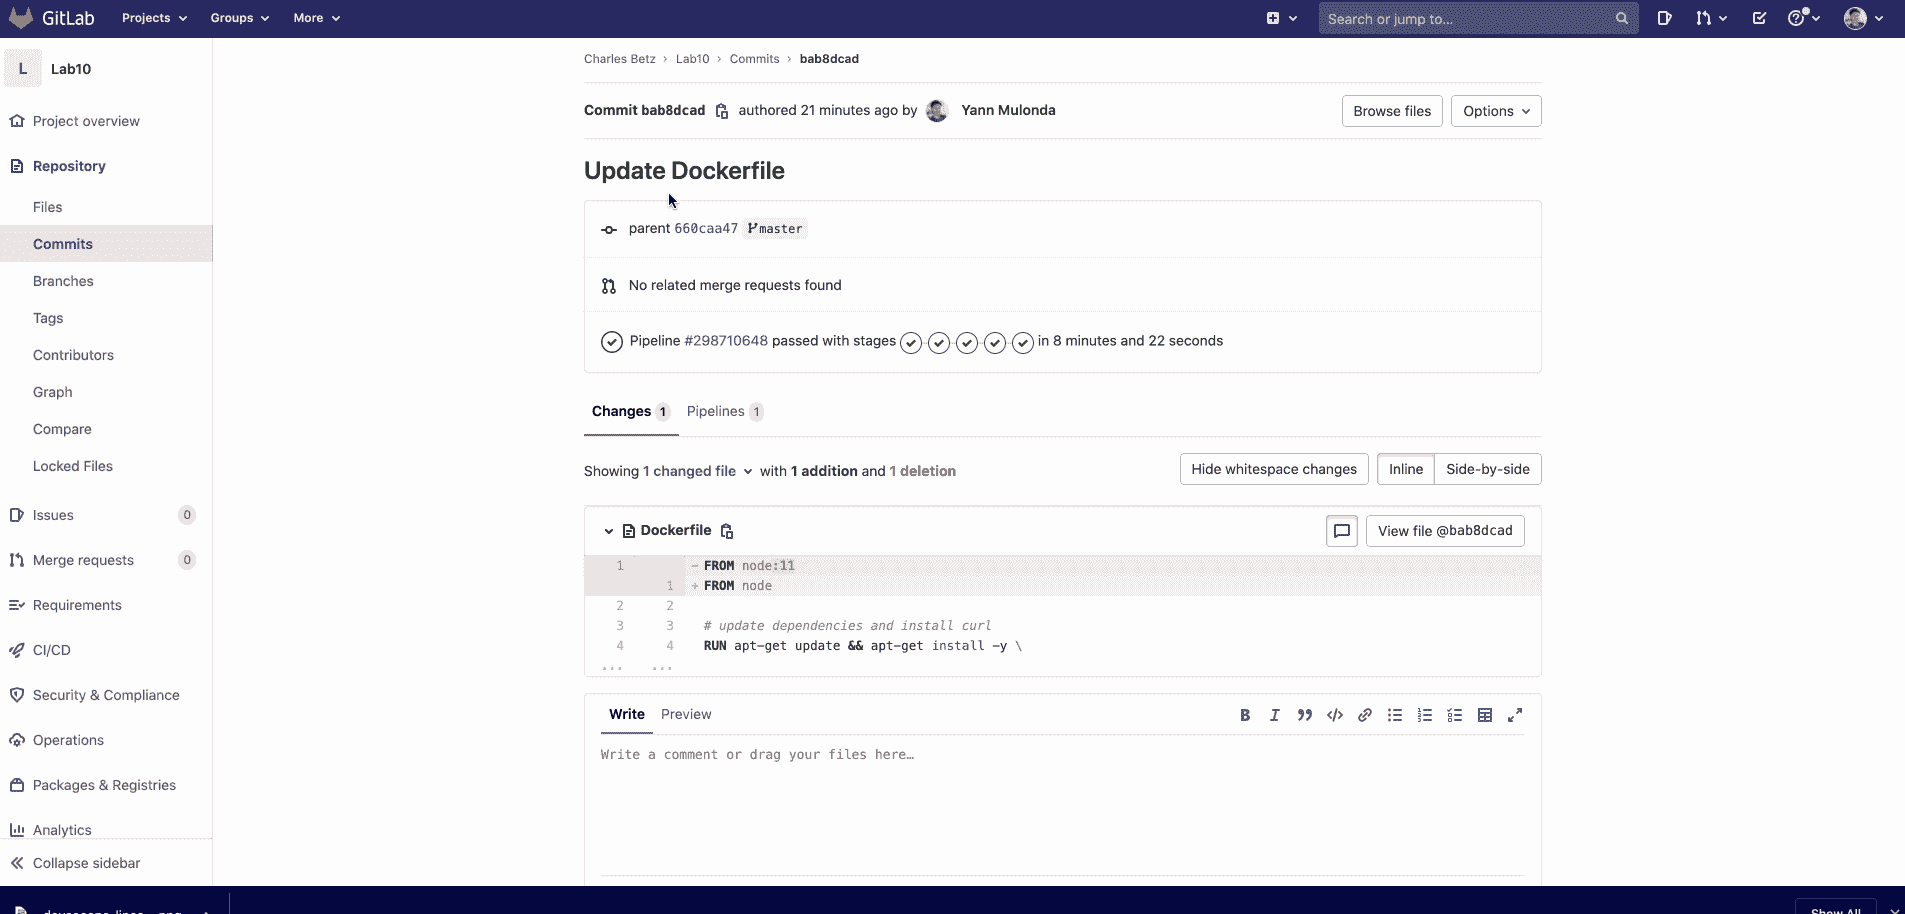 GitLab Projects Groups More Search or jump to...
L Lab10
Project overview
Repository
Files
Commits
Branches
Tags
Contributors
Graph
Compare
Locked Files
Issues 0
Merge requests 0
Requirements
CI/CD
Security & Compliance
Operations
Packages & Registries
Analytics
Collapse sidebar
Charles Betz › Lab10 › Commits › bab8dcad
Commit bab8dcad authored 21 minutes ago by Yann Mulonda Browse files Options
Update Dockerfile
parent 660caa47 master
No related merge requests found
Pipeline #298710648 passed with stages in 8 minutes and 22 seconds
Changes 1 Pipelines 1
Showing 1 changed file with 1 addition and 1 deletion Hide whitespace changes Inline Side-by-side
Dockerfile View file @bab8dcad
1 - FROM node:11
1 + FROM node
2 2
3 3 # update dependencies and install curl
4 4 RUN apt-get update && apt-get install -y \
... ...
Write Preview
Write a comment or drag your files here…
Show All